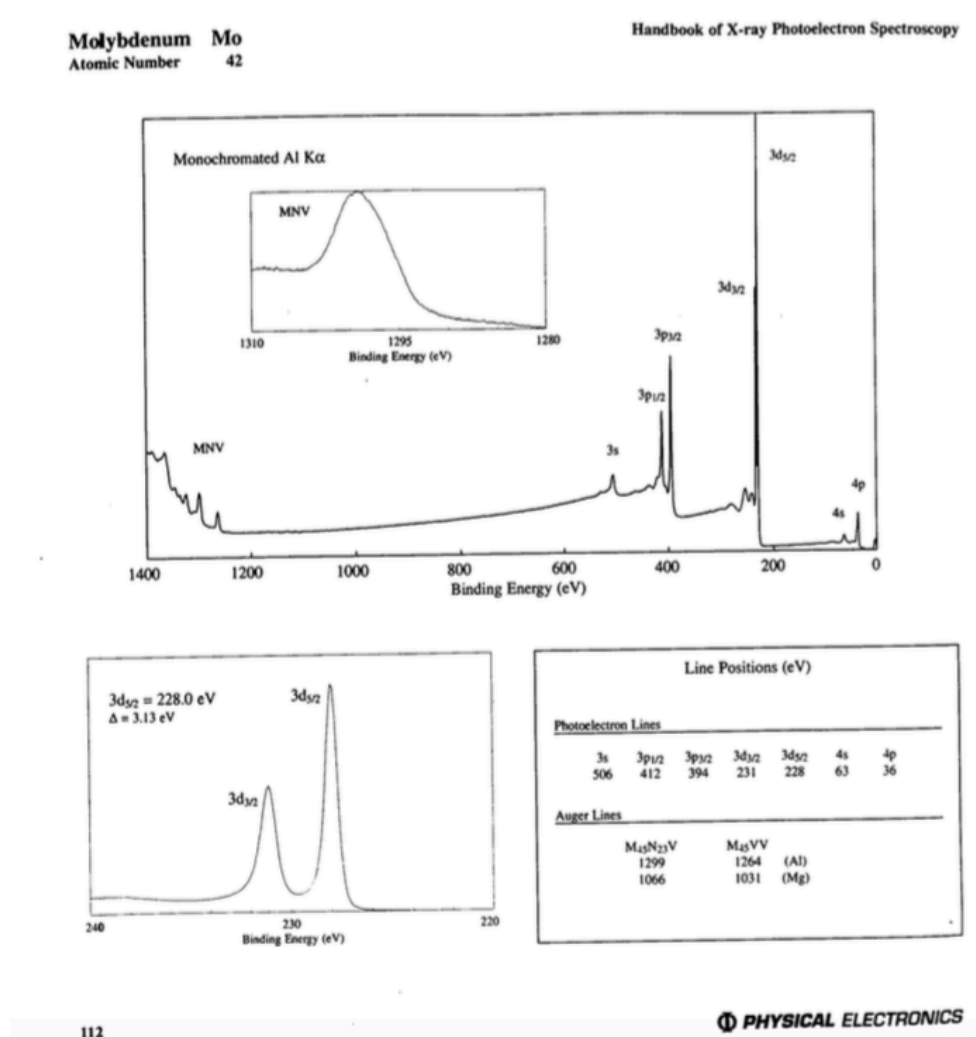 Molybdenum Mo
Atomic Number 42
Handbook of X-ray Photoelectron Spectroscopy
Monochromated Al Kα
MNV
1310 1295 1280
Binding Energy (eV)
3d5/2
3d3/2
3p3/2
3p1/2
MNV
3s
4p
4s
1400 1200 1000 800 600 400 200 0
Binding Energy (eV)
3d5/2 = 228.0 eV
Δ = 3.13 eV
3d5/2
3d3/2
240 230 220
Binding Energy (eV)
Line Positions (eV)
Photoelectron Lines
3s 3p1/2 3p3/2 3d3/2 3d5/2 4s 4p
506 412 394 231 228 63 36
Auger Lines
M45N23V M45VV
1299 1264 (Al)
1066 1031 (Mg)
112
PHYSICAL ELECTRONICS